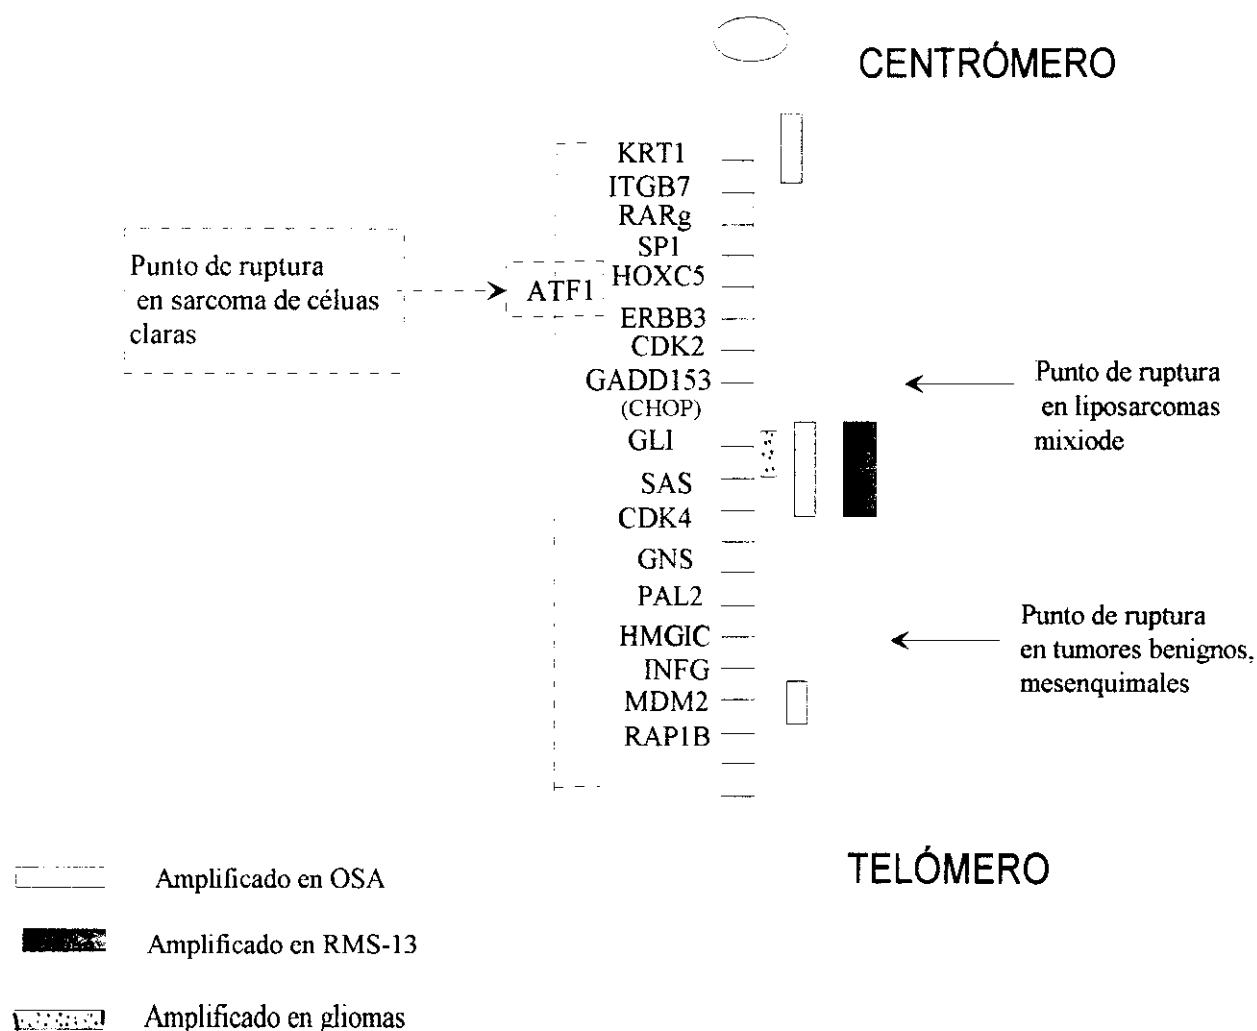 CENTRÓMERO
KRT1
ITGB7
RARg
SP1
HOXC5
Punto de ruptura
en sarcoma de céluas
claras
ATF1
ERBB3
CDK2
GADD153
(CHOP)
Punto de ruptura
en liposarcomas
mixiode
GLI
SAS
CDK4
GNS
PAL2
HMGIC
INFG
MDM2
RAP1B
Punto de ruptura
en tumores benignos,
mesenquimales
TELÓMERO
Amplificado en OSA
Amplificado en RMS-13
Amplificado en gliomas